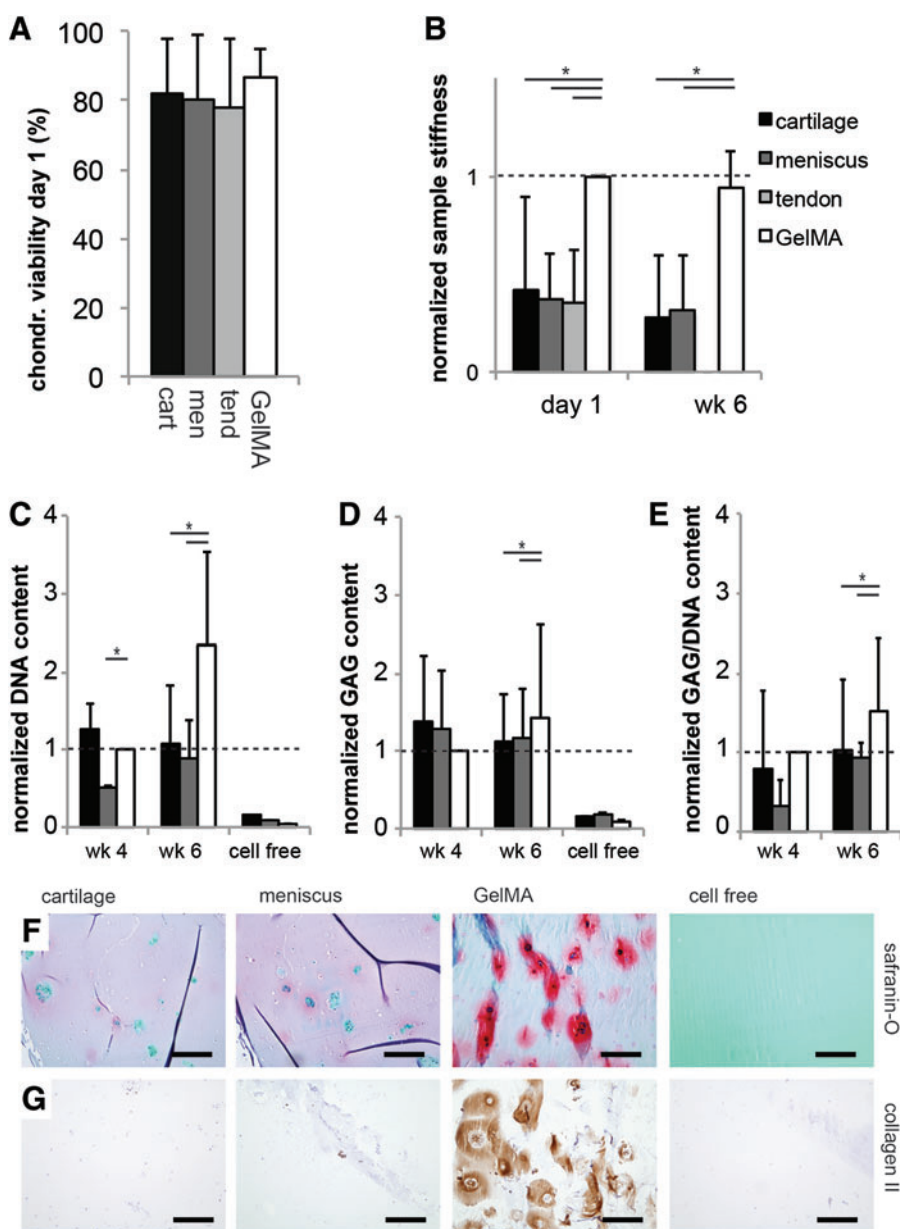 A
chondr. viability day 1 (%)
100
80
60
40
20
0
cart
men
tend
GelMA
B
normalized sample stiffness
1
0
*
*
day 1
wk 6
cartilage
meniscus
tendon
GelMA
C
normalized DNA content
4
3
2
1
0
*
*
wk 4
wk 6
cell free
D
normalized GAG content
4
3
2
1
0
*
wk 4
wk 6
cell free
E
normalized GAG/DNA content
4
3
2
1
0
*
wk 4
wk 6
cartilage
meniscus
GelMA
cell free
F
safranin-O
G
collagen II